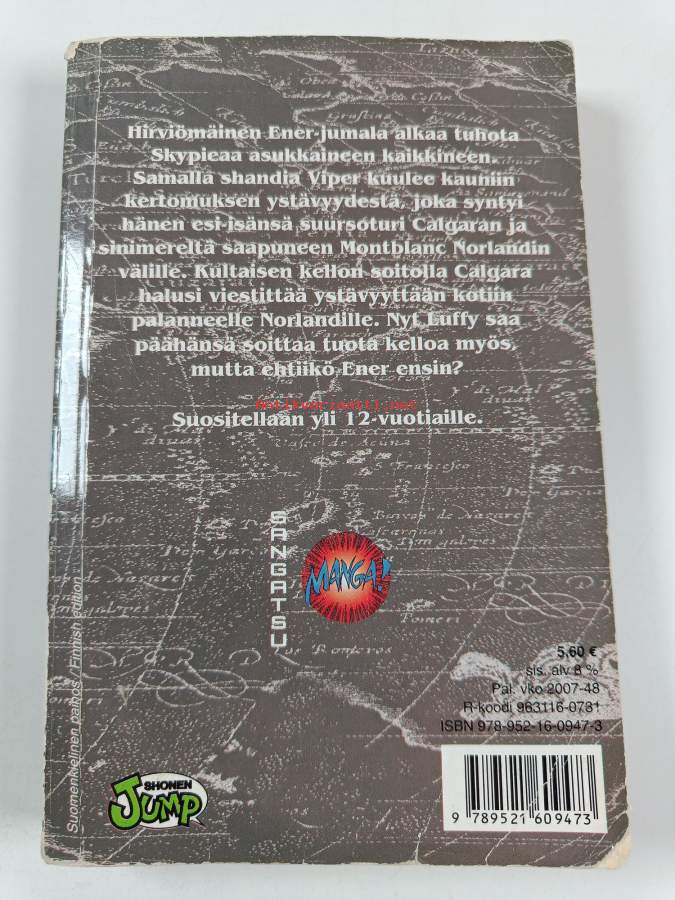 Hirviömäinen Ener-jumala alkaa tuhota
Skypieaa asukkaineen kaikkineen.
Samalla shandia Viper kuulee kauniin
kertomuksen ystävyydestä, joka syntyi
hänen esi-isänsä suursoturi Calgaran ja
sinimereltä saapuneen Montblanc Norlandin
välille. Kultaisen kellon soitolla Calgara
halusi viestittää ystävyyttään kotiin
palanneelle Norlandille. Nyt Luffy saa
päähänsä soittaa tuota kelloa myös,
mutta ehtiikö Ener ensin?
antikvariaatti.net
Suositellaan yli 12-vuotiaille.
SANGATSU
MANGA!
5,60 €
sis. alv 8 %
Pal. vko 2007-48
R-koodi 963116-0731
ISBN 978-952-16-0947-3
9 789521 609473
Suomenkielinen painos / Finnish edition
SHONEN
JUMP